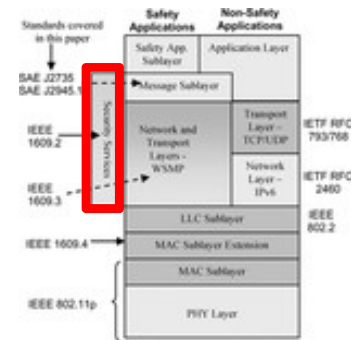 Safety
Applications
Non-Safety
Applications
Standards covered
in this paper
Safety App.
Sublayer
Application Layer
SAE J2735
SAE J2945.1
Message Sublayer
Security Services
IEEE
1609.2
Network and
Transport
Layers -
WSMP
Transport
Layer –
TCP/UDP
IETF RFC
793/768
Network
Layer –
IPv6
IETF RFC
2460
IEEE
1609.3
LLC Sublayer
IEEE
802.2
IEEE 1609.4
MAC Sublayer Extension
MAC Sublayer
IEEE 802.11p
PHY Layer